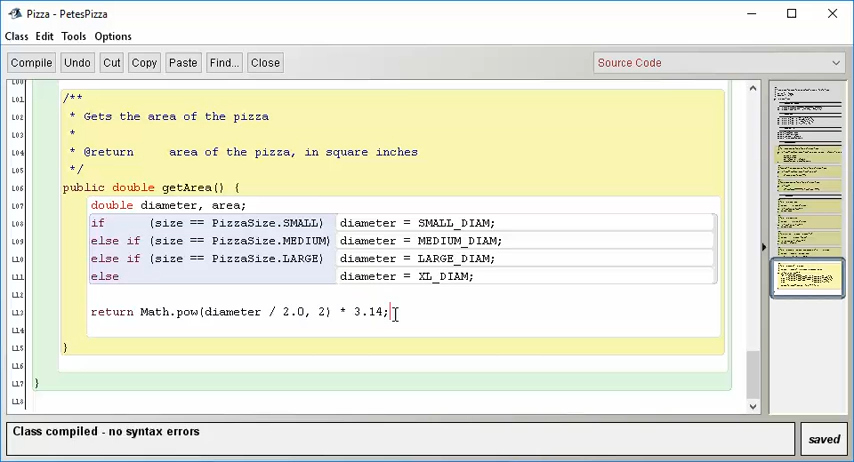 Pizza - PetesPizza
Class Edit Tools Options
Compile Undo Cut Copy Paste Find... Close Source Code
/**
* Gets the area of the pizza
*
* @return area of the pizza, in square inches
*/
public double getArea() {
double diameter, area;
if (size == PizzaSize.SMALL) diameter = SMALL_DIAM;
else if (size == PizzaSize.MEDIUM) diameter = MEDIUM_DIAM;
else if (size == PizzaSize.LARGE) diameter = LARGE_DIAM;
else diameter = XL_DIAM;
return Math.pow(diameter / 2.0, 2) * 3.14;
}
}
Class compiled - no syntax errors
saved